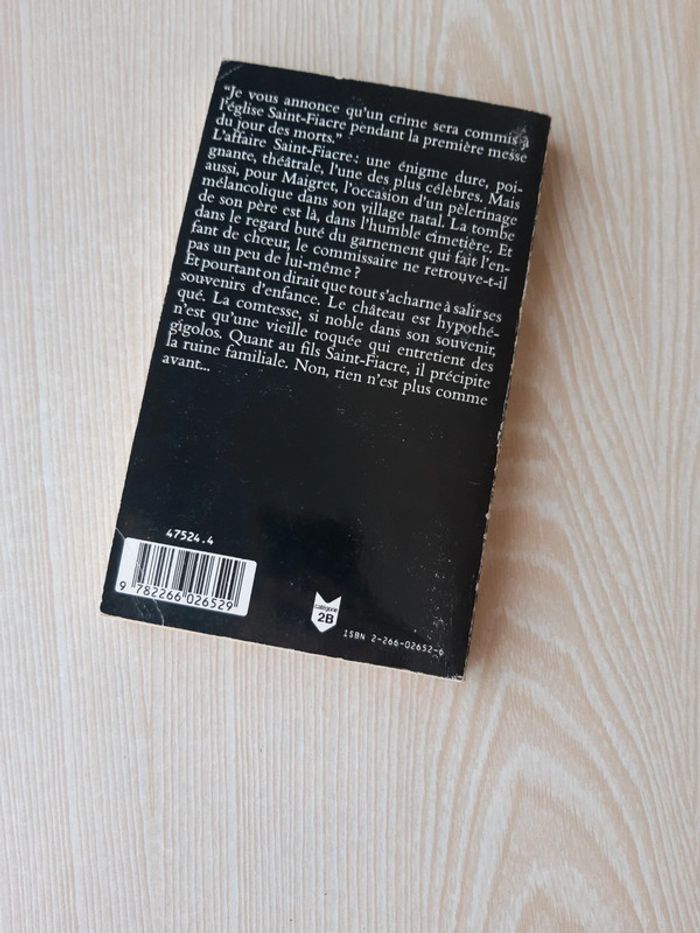 "Je vous annonce qu'un crime sera commis à
l'église Saint-Fiacre pendant la première messe
du jour des morts."
L'affaire Saint-Fiacre : une énigme dure, poi-
gnante, théâtrale, l'une des plus célèbres. Mais
aussi, pour Maigret, l'occasion d'un pèlerinage
mélancolique dans son village natal. La tombe
de son père est là, dans l'humble cimetière. Et
dans le regard buté du garnement qui fait l'en-
fant de chœur, le commissaire ne retrouve-t-il
pas un peu de lui-même ?
Et pourtant on dirait que tout s'acharne à salir ses
souvenirs d'enfance. Le château est hypothé-
qué. La comtesse, si noble dans son souvenir,
n'est qu'une vieille toquée qui entretient des
gigolos. Quant au fils Saint-Fiacre, il précipite
la ruine familiale. Non, rien n'est plus comme
avant...
47524.4
9 782266 026529
catégorie
2B
ISBN 2-266-02652-6